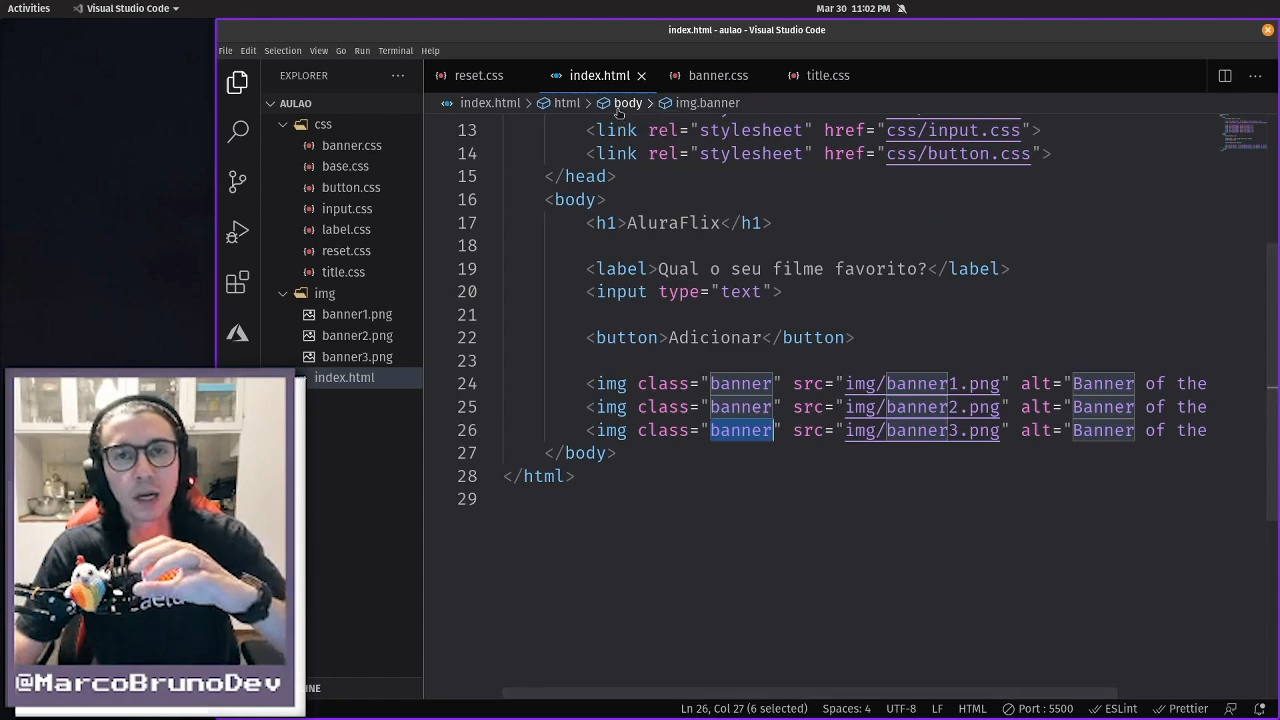 Activities
Visual Studio Code
Mar 30 11:02 PM
index.html - aulao - Visual Studio Code
File Edit Selection View Go Run Terminal Help
EXPLORER
AULAO
css
banner.css
base.css
button.css
input.css
label.css
reset.css
title.css
img
banner1.png
banner2.png
banner3.png
index.html
reset.css
index.html
banner.css
title.css
index.html > html > body > img.banner
13 <link rel="stylesheet" href="css/input.css">
14 <link rel="stylesheet" href="css/button.css">
15 </head>
16 <body>
17 <h1>AluraFlix</h1>
18
19 <label>Qual o seu filme favorito?</label>
20 <input type="text">
21
22 <button>Adicionar</button>
23
24 <img class="banner" src="img/banner1.png" alt="Banner of the
25 <img class="banner" src="img/banner2.png" alt="Banner of the
26 <img class="banner" src="img/banner3.png" alt="Banner of the
27 </body>
28 </html>
29
@MarcoBrunoDev
Ln 26, Col 27 (6 selected) Spaces: 4 UTF-8 LF HTML Port : 5500 ESLint Prettier